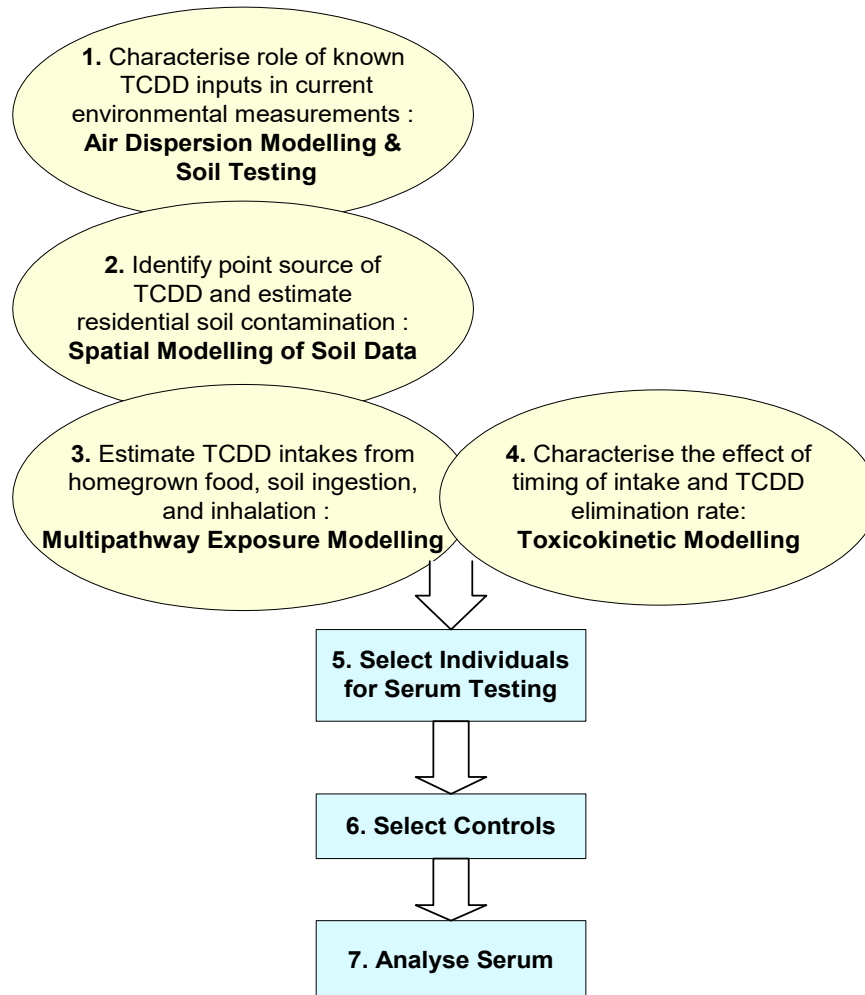 1. Characterise role of known
TCDD inputs in current
environmental measurements :
Air Dispersion Modelling &
Soil Testing
2. Identify point source of
TCDD and estimate
residential soil contamination :
Spatial Modelling of Soil Data
3. Estimate TCDD intakes from
homegrown food, soil ingestion,
and inhalation :
Multipathway Exposure Modelling
4. Characterise the effect of
timing of intake and TCDD
elimination rate:
Toxicokinetic Modelling
5. Select Individuals
for Serum Testing
6. Select Controls
7. Analyse Serum